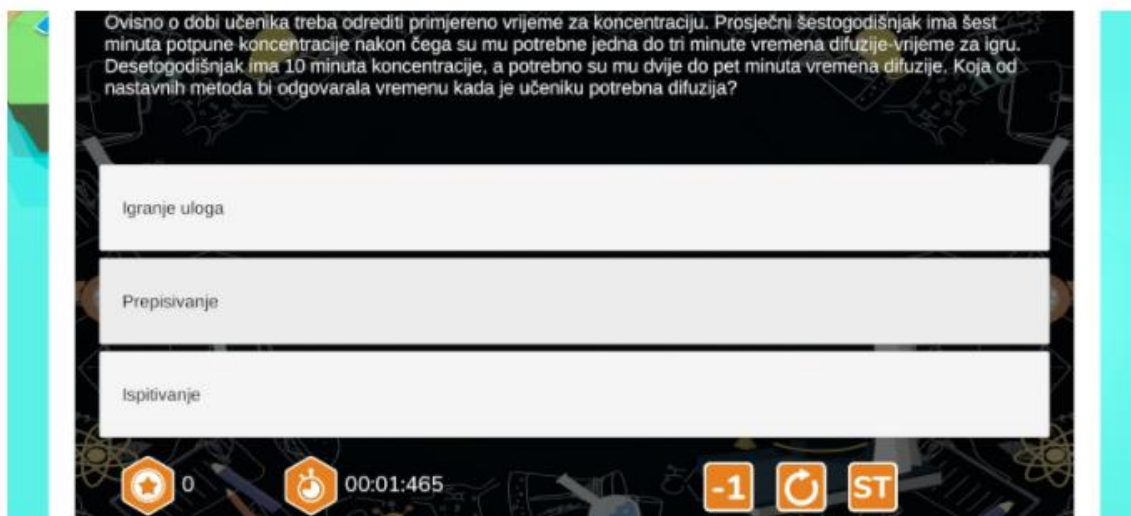 Ovisno o dobi učenika treba odrediti primjereno vrijeme za koncentraciju. Prosječni šestogodišnjak ima šest
minuta potpune koncentracije nakon čega su mu potrebne jedna do tri minute vremena difuzije-vrijeme za igru.
Desetogodišnjak ima 10 minuta koncentracije, a potrebno su mu dvije do pet minuta vremena difuzije. Koja od
nastavnih metoda bi odgovarala vremenu kada je učeniku potrebna difuzija?
Igranje uloga
Prepisivanje
Ispitivanje
0 00:01:465 -1 ST